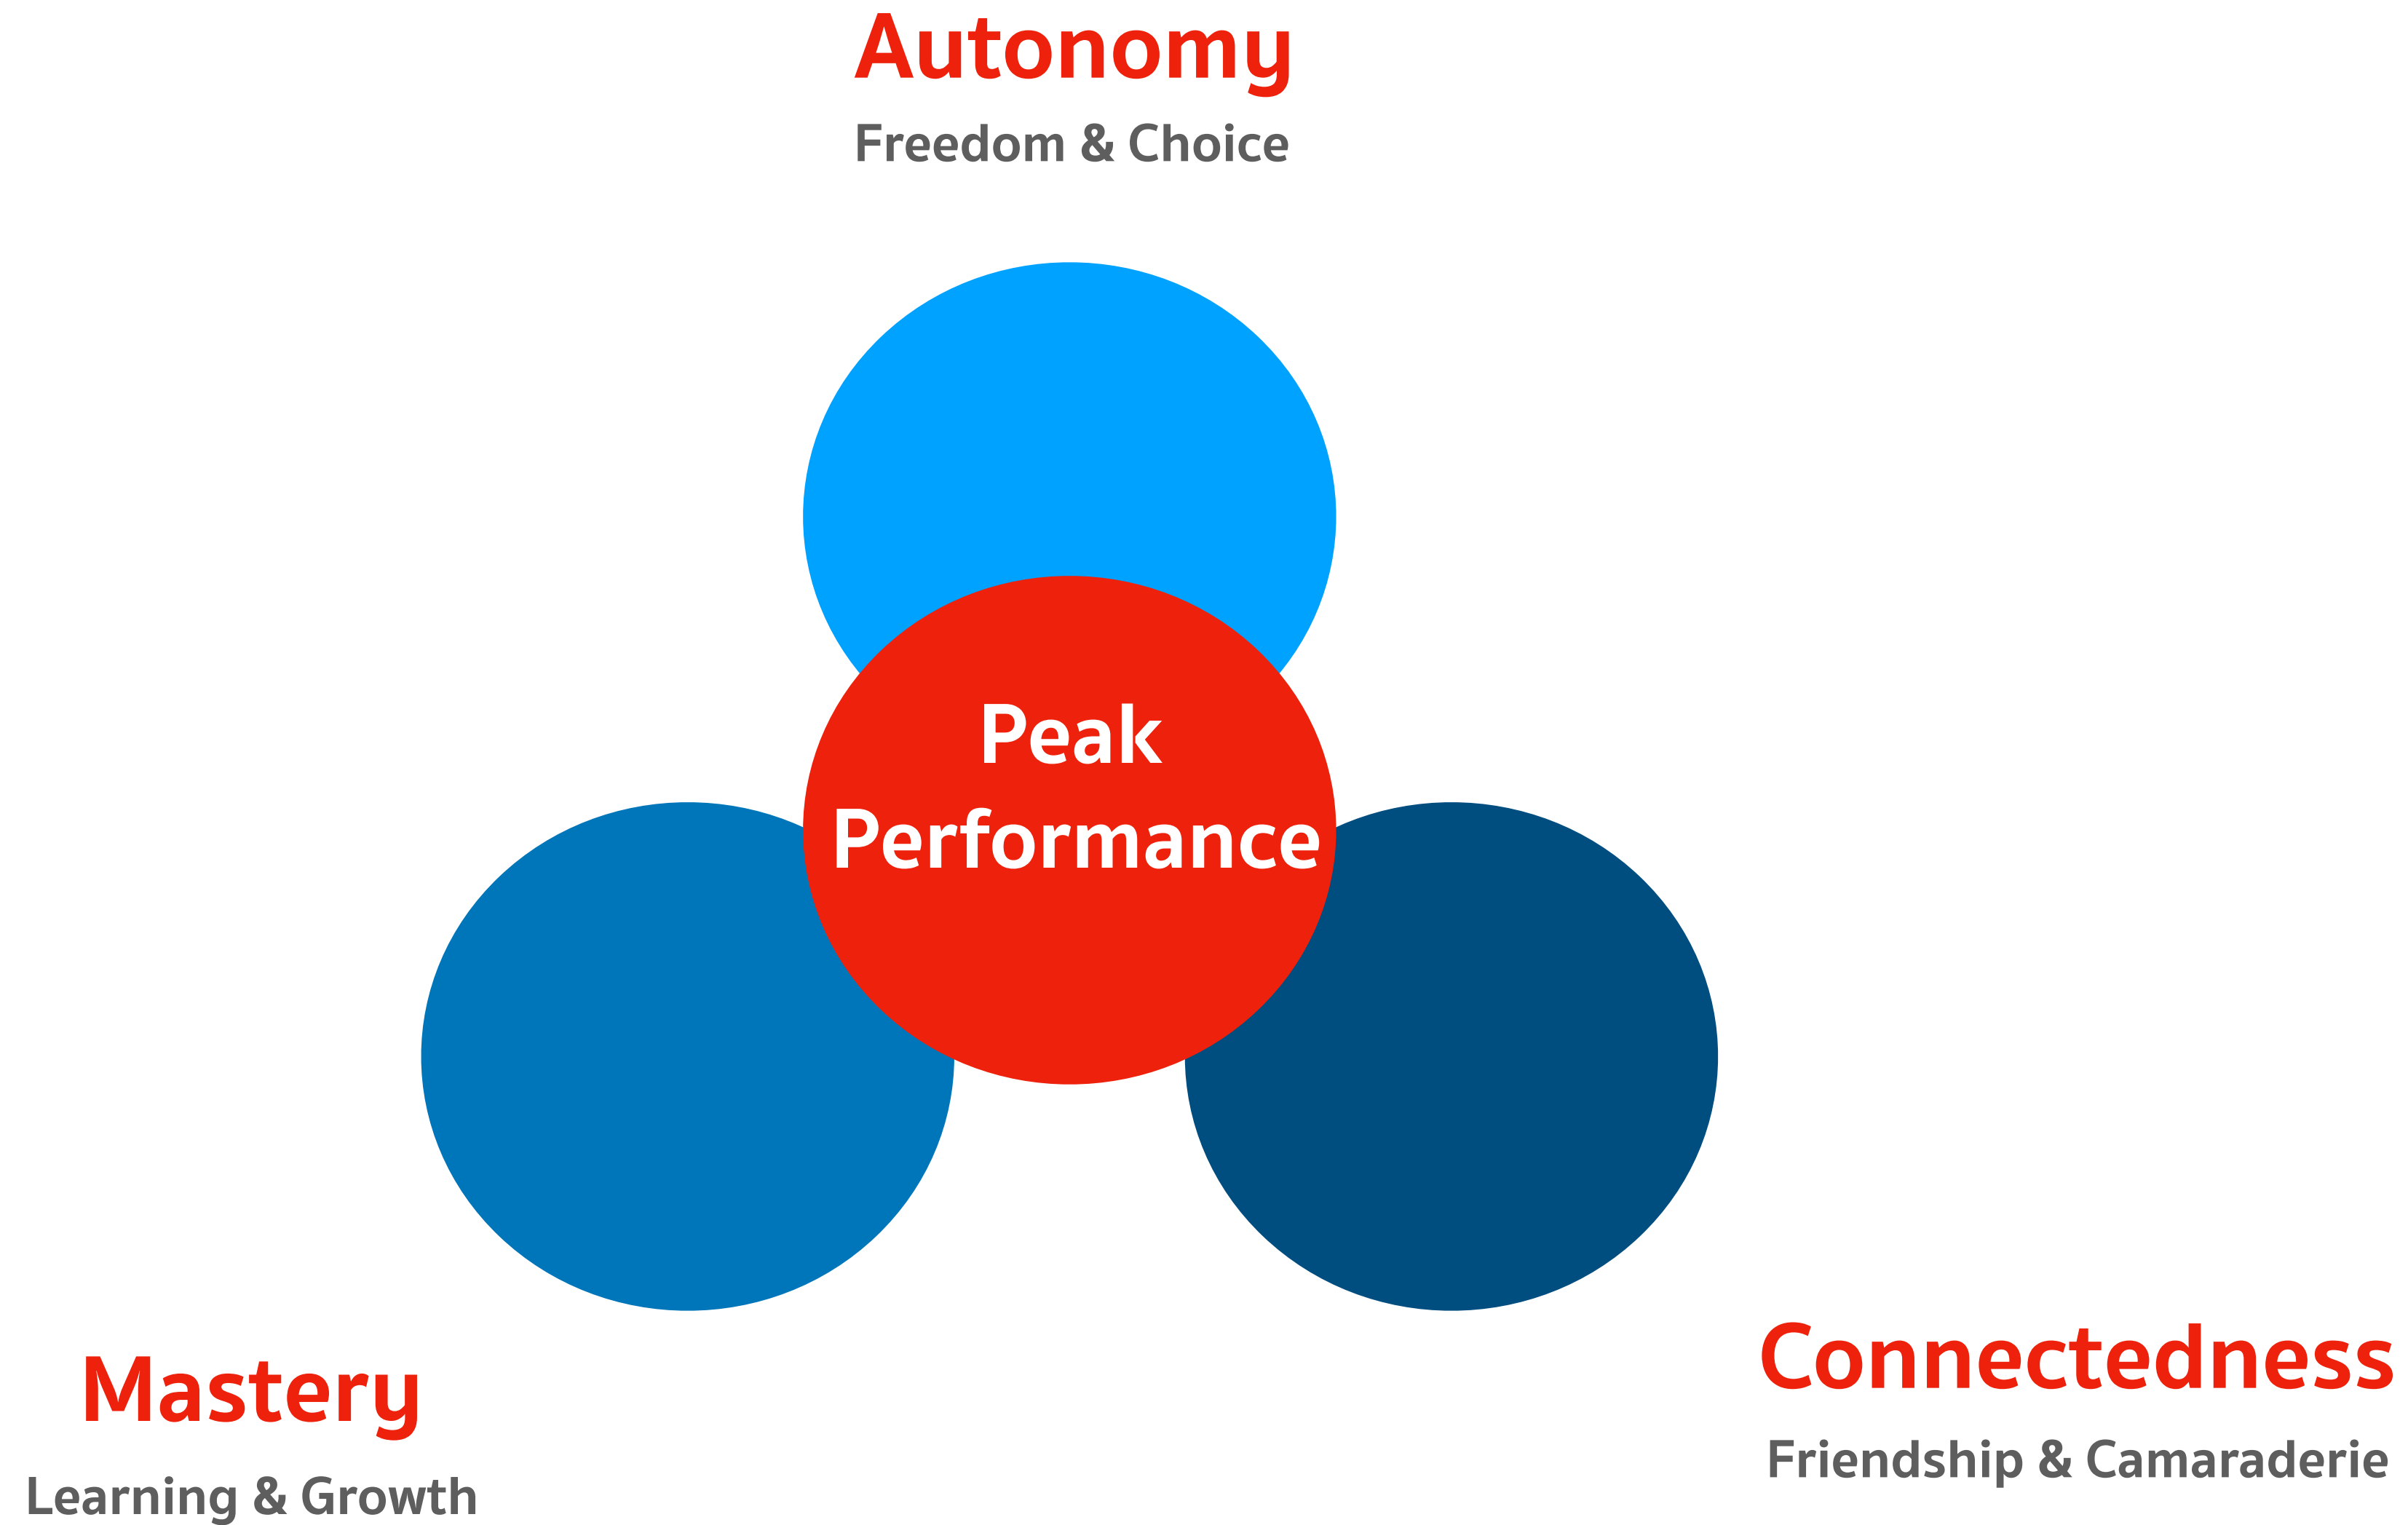 Autonomy
Freedom & Choice
Peak
Performance
Mastery
Learning & Growth
Connectedness
Friendship & Camaraderie